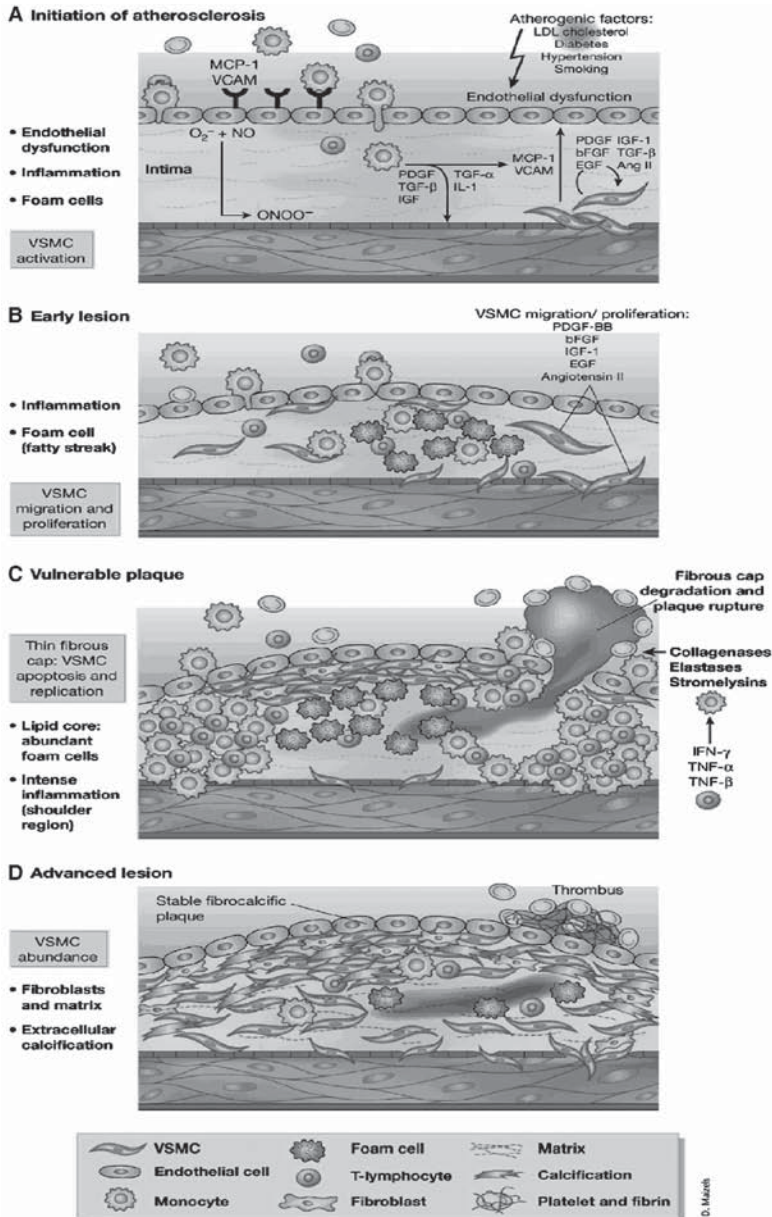 A Initiation of atherosclerosis
Atherogenic factors:
LDL cholesterol
Diabetes
Hypertension
Smoking
MCP-1
VCAM
Endothelial dysfunction
• Endothelial
dysfunction
• Inflammation
• Foam cells
VSMC
activation
O₂⁻ + NO
Intima
ONOO⁻
PDGF
TGF-β
IGF
TGF-α
IL-1
MCP-1
VCAM
PDGF IGF-1
bFGF TGF-β
EGF Ang II
B Early lesion
VSMC migration/ proliferation:
PDGF-BB
bFGF
IGF-1
EGF
Angiotensin II
• Inflammation
• Foam cell
(fatty streak)
VSMC
migration and
proliferation
C Vulnerable plaque
Fibrous cap
degradation and
plaque rupture
Thin fibrous
cap: VSMC
apoptosis and
replication
• Lipid core:
abundant
foam cells
• Intense
inflammation
(shoulder
region)
Collagenases
Elastases
Stromelysins
IFN-γ
TNF-α
TNF-β
D Advanced lesion
Stable fibrocalcific
plaque
Thrombus
VSMC
abundance
• Fibroblasts
and matrix
• Extracellular
calcification
VSMC
Foam cell
Matrix
Endothelial cell
T-lymphocyte
Calcification
Monocyte
Fibroblast
Platelet and fibrin
D. Maizels